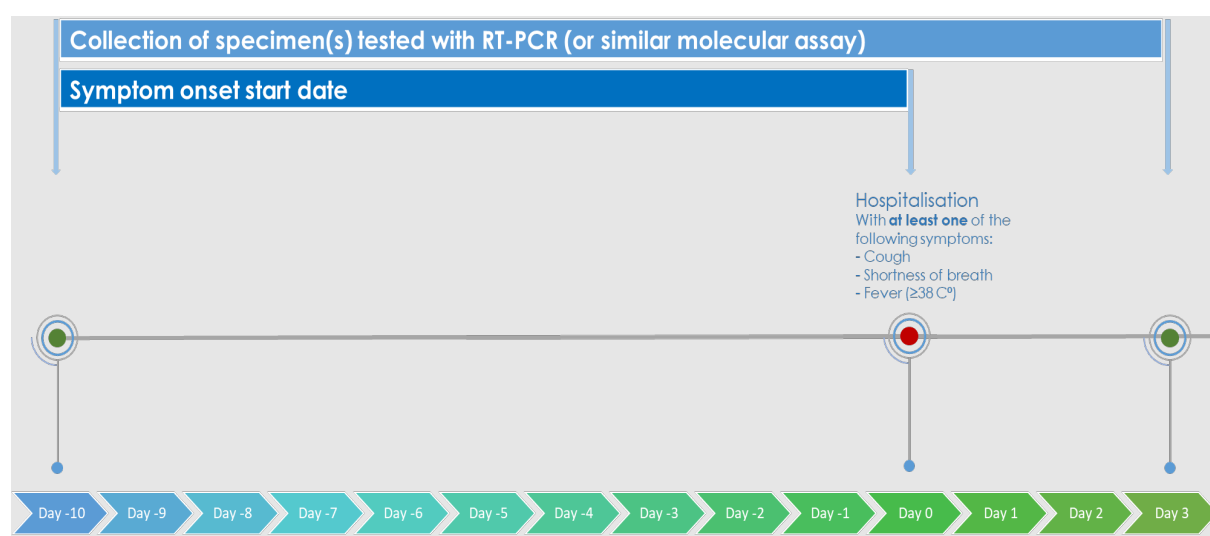 Collection of specimen(s) tested with RT-PCR (or similar molecular assay)
Symptom onset start date
Hospitalisation
With at least one of the
following symptoms:
- Cough
- Shortness of breath
- Fever (≥38 Cº)
Day -10
Day -9
Day -8
Day -7
Day -6
Day -5
Day -4
Day -3
Day -2
Day -1
Day 0
Day 1
Day 2
Day 3